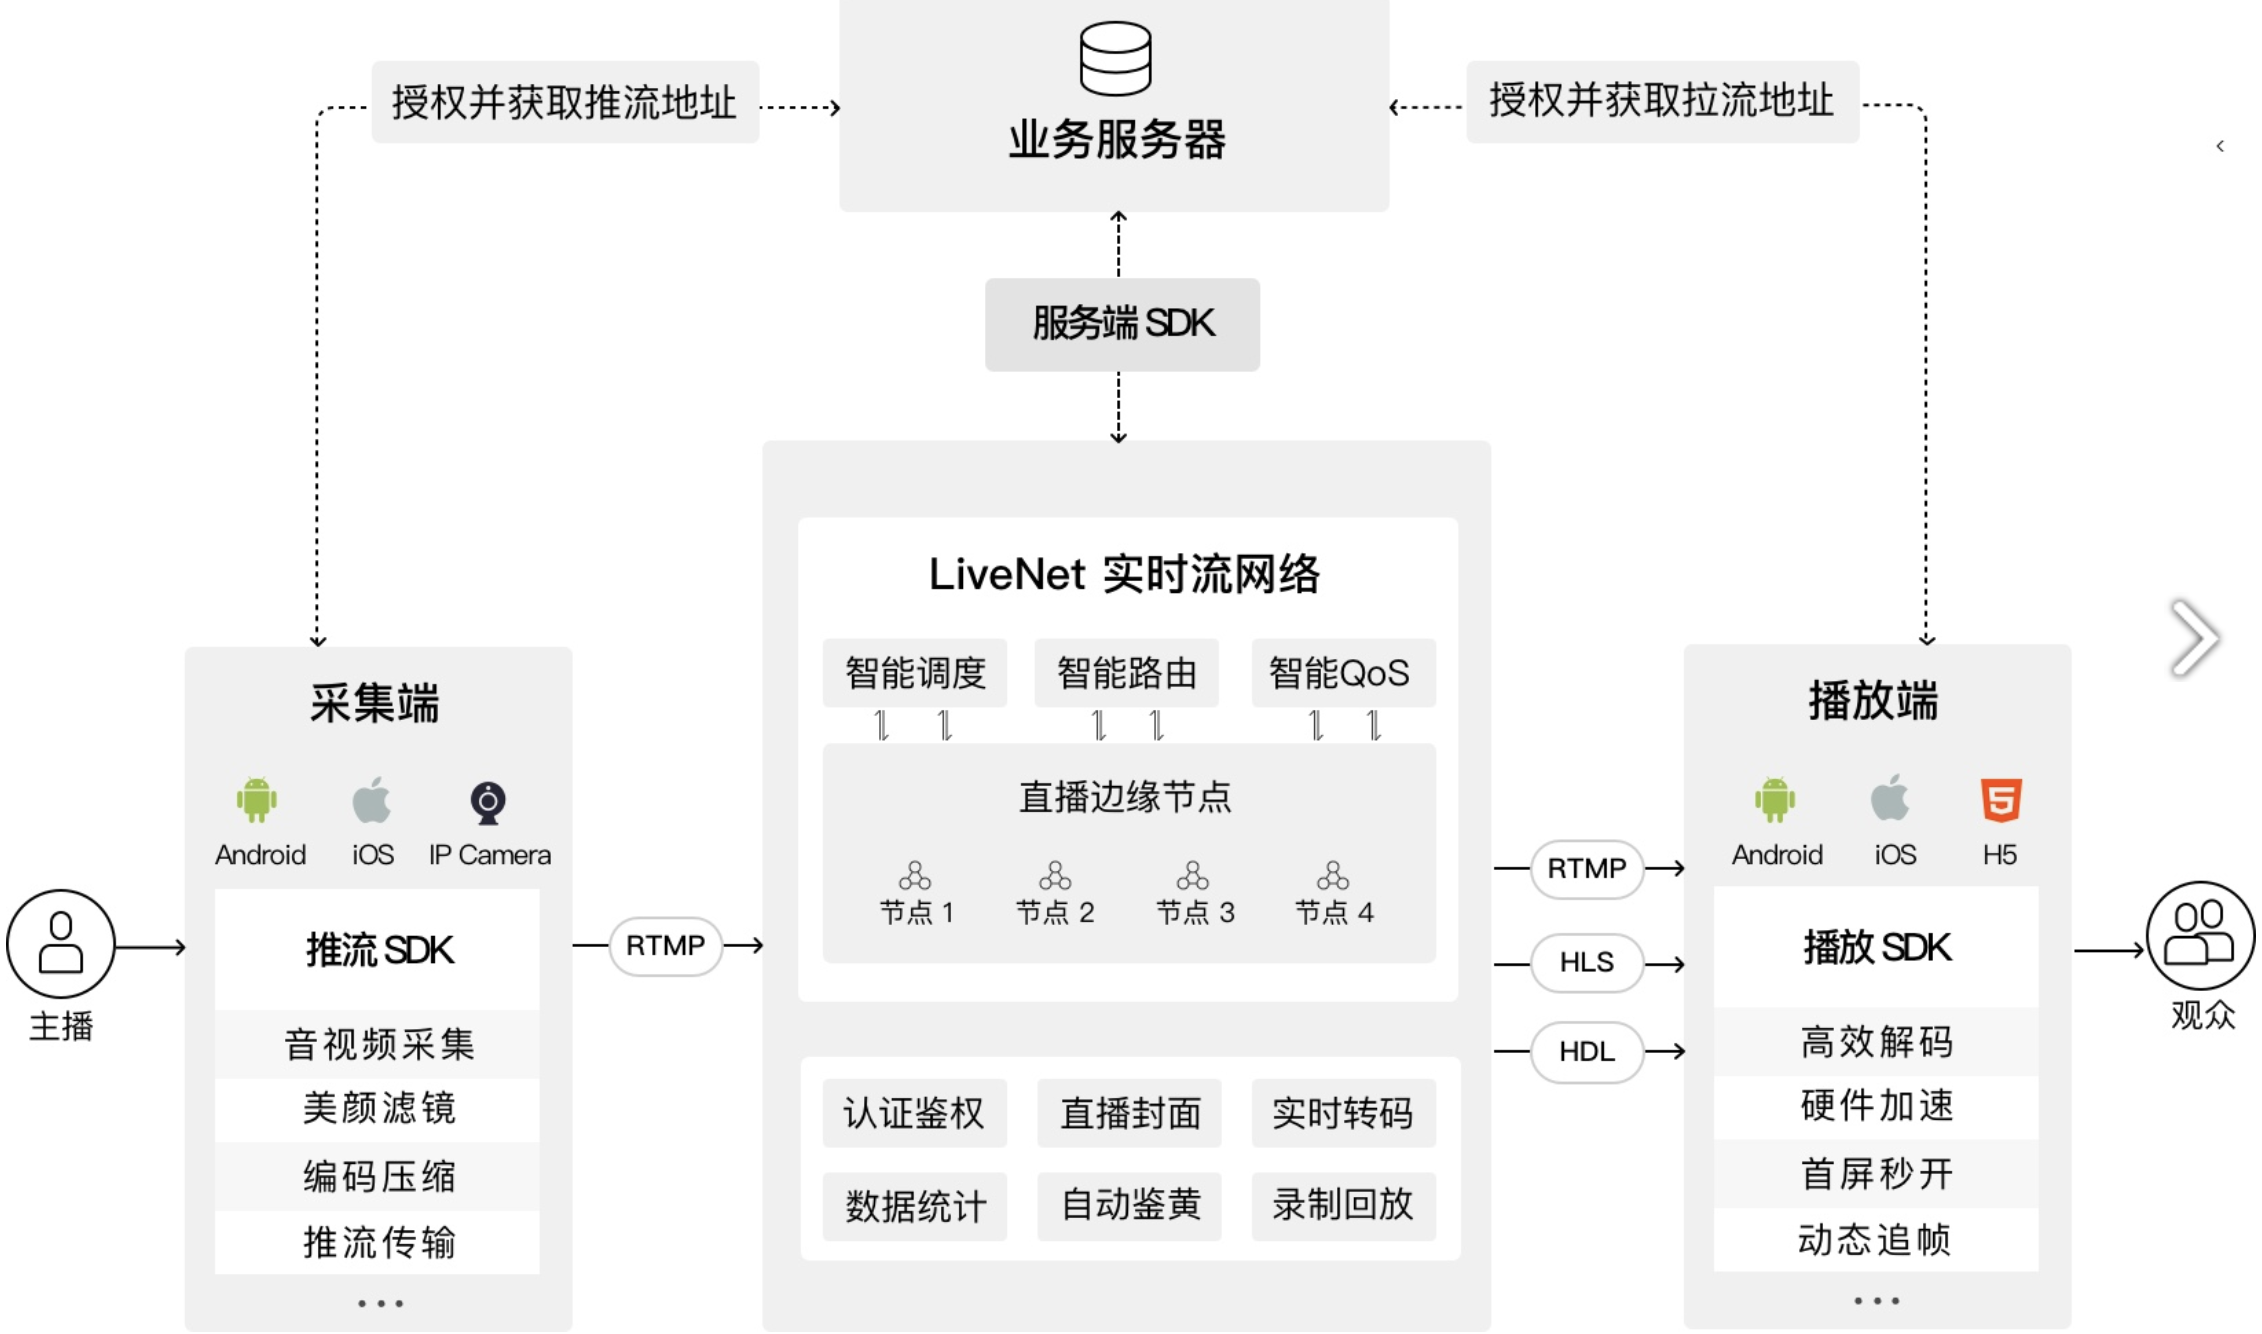 授权并获取推流地址
业务服务器
授权并获取拉流地址
服务端 SDK
LiveNet 实时流网络
智能调度
智能路由
智能QoS
直播边缘节点
节点 1
节点 2
节点 3
节点 4
认证鉴权
直播封面
实时转码
数据统计
自动鉴黄
录制回放
主播
采集端
Android
iOS
IP Camera
推流 SDK
音视频采集
美颜滤镜
编码压缩
推流传输
...
RTMP
RTMP
HLS
HDL
播放端
Android
iOS
H5
播放 SDK
高效解码
硬件加速
首屏秒开
动态追帧
...
观众